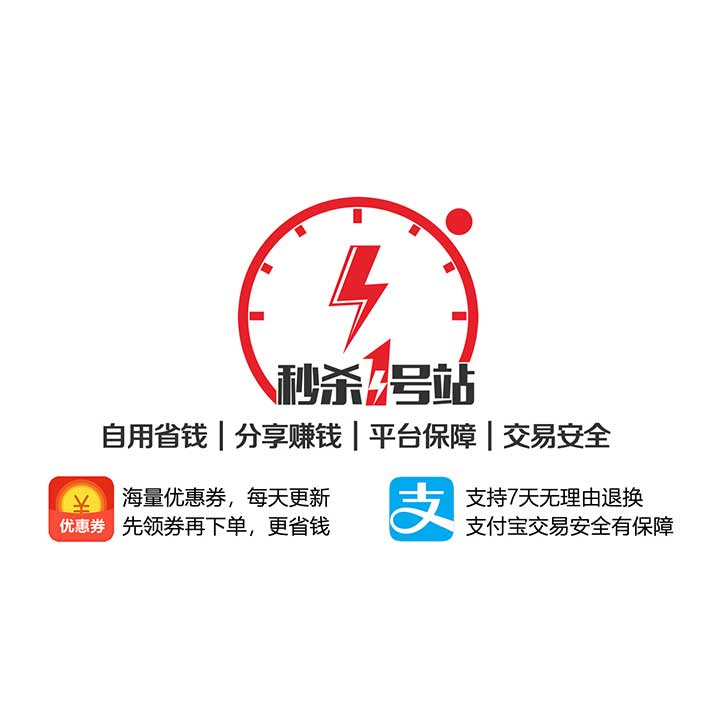 秒杀1号站
自用省钱 | 分享赚钱 | 平台保障 | 交易安全
¥
优惠券
海量优惠券，每天更新
先领券再下单，更省钱
支
支持7天无理由退换
支付宝交易安全有保障